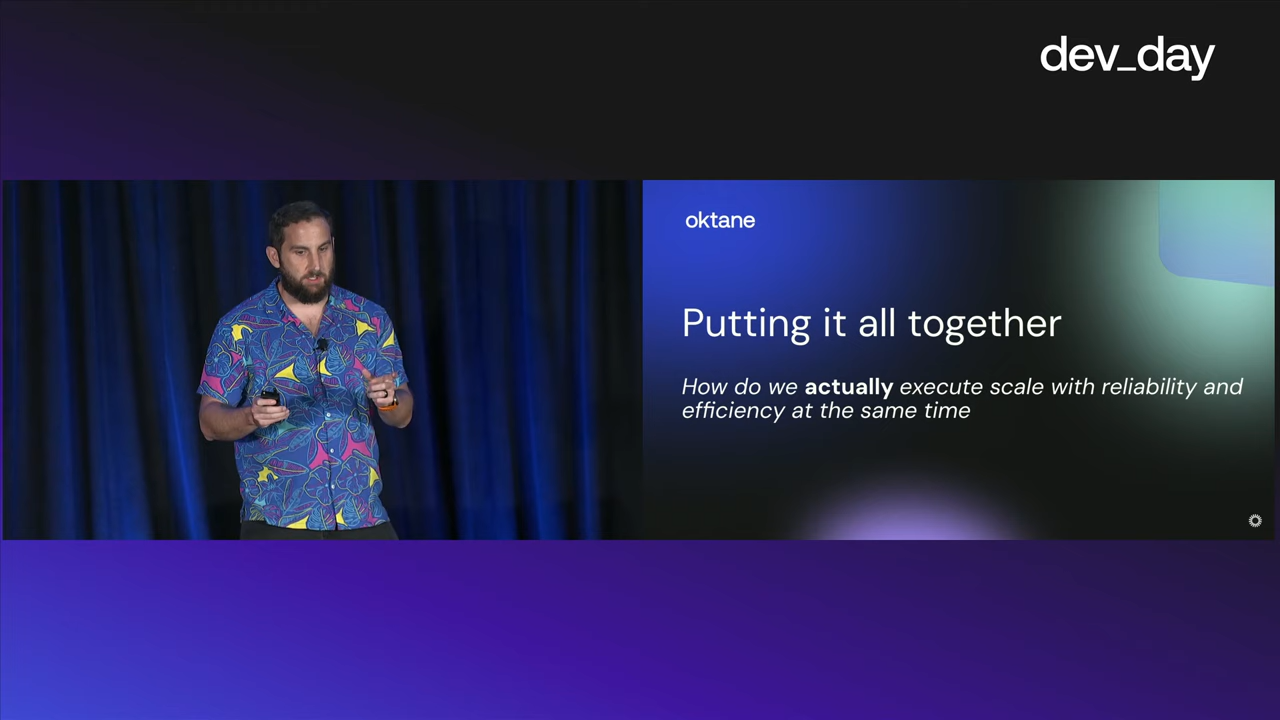 dev_day
oktane
Putting it all together
How do we actually execute scale with reliability and
efficiency at the same time